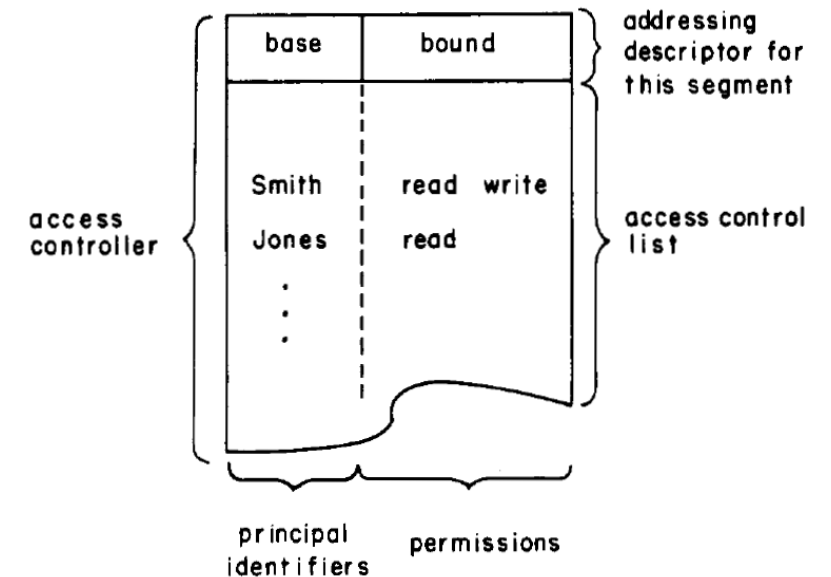 base bound
addressing
descriptor for
this segment
Smith read write
access
controller
Jones read
access control
list
principal
identifiers
permissions